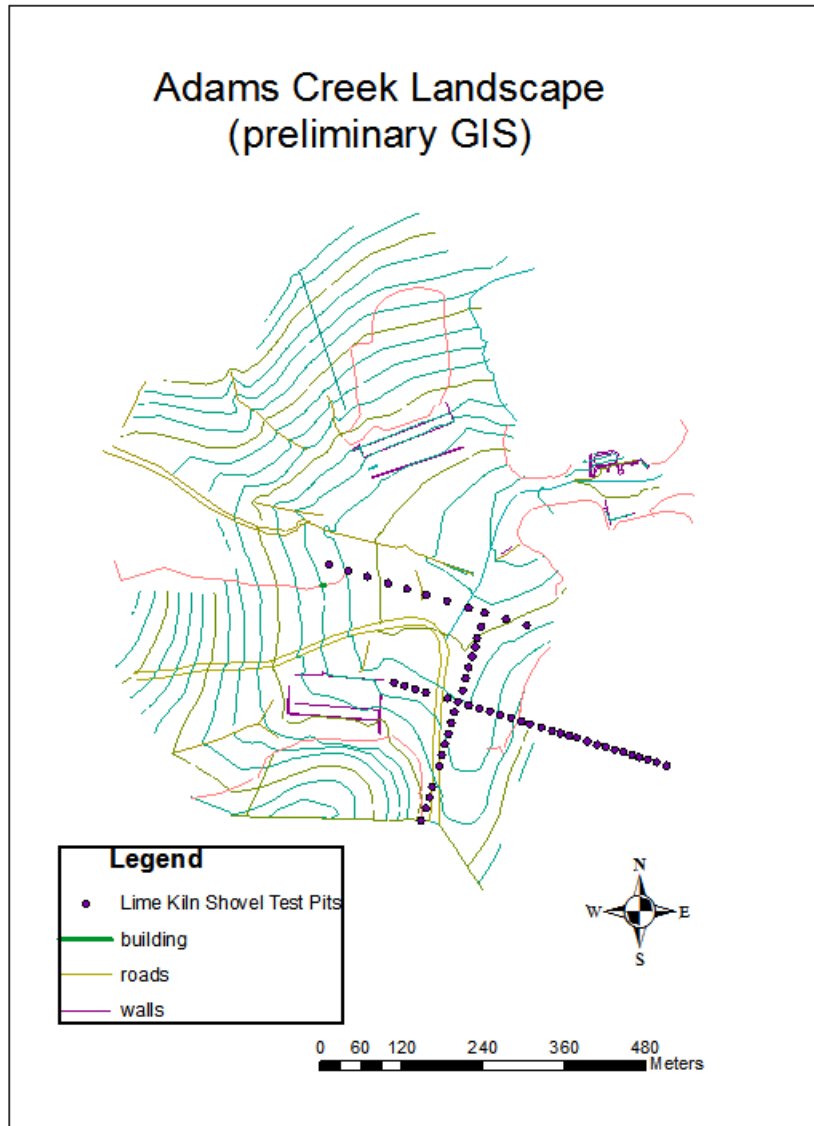 Adams Creek Landscape
(preliminary GIS)
Legend
Lime Kiln Shovel Test Pits
building
roads
walls
N
W E
S
0 60 120 240 360 480
Meters